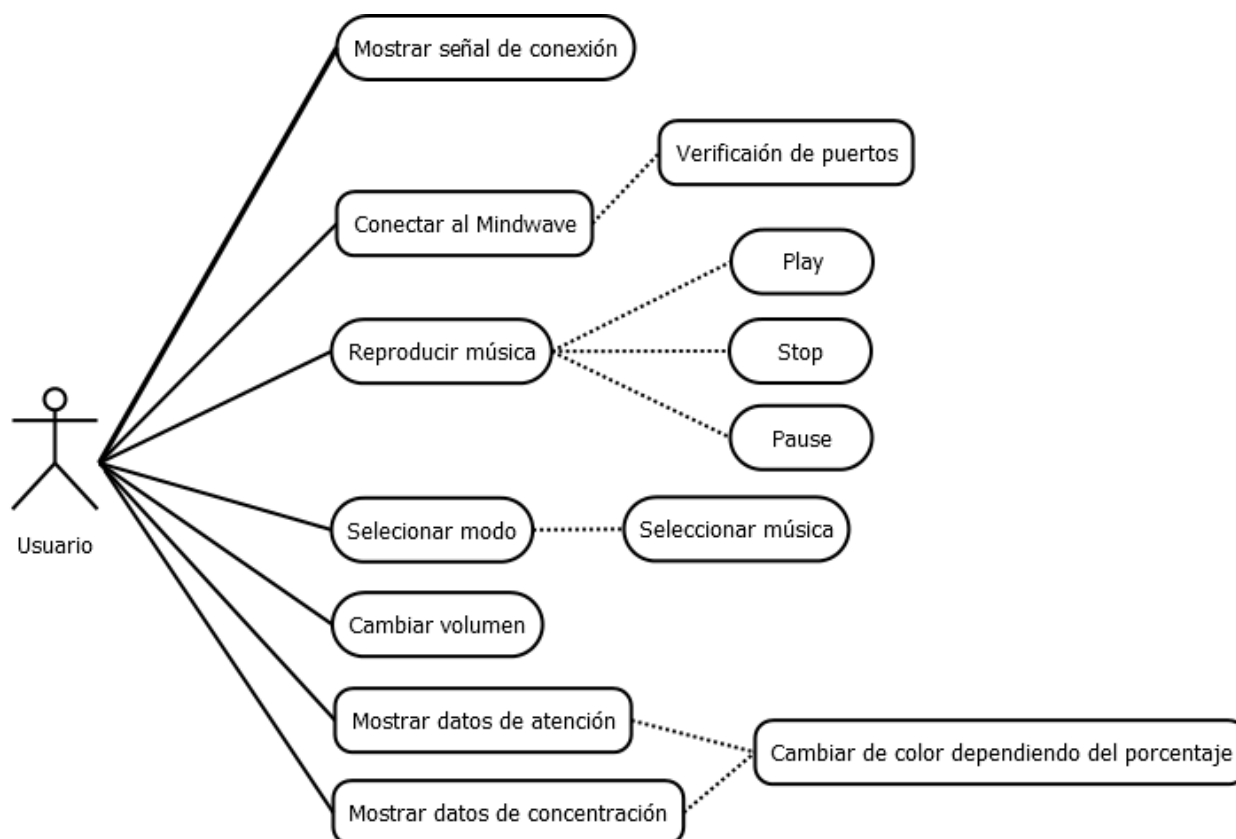 Mostrar señal de conexión
Verificaión de puertos
Conectar al Mindwave
Play
Reproducir música
Stop
Pause
Selecionar modo
Seleccionar música
Usuario
Cambiar volumen
Mostrar datos de atención
Cambiar de color dependiendo del porcentaje
Mostrar datos de concentración